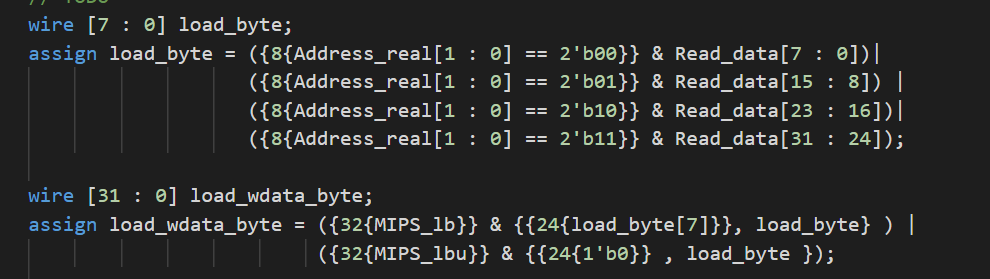 // TODO
wire [7 : 0] load_byte;
assign load_byte = ({8{Address_real[1 : 0] == 2'b00}} & Read_data[7 : 0])|
({8{Address_real[1 : 0] == 2'b01}} & Read_data[15 : 8]) |
({8{Address_real[1 : 0] == 2'b10}} & Read_data[23 : 16])|
({8{Address_real[1 : 0] == 2'b11}} & Read_data[31 : 24]);
wire [31 : 0] load_wdata_byte;
assign load_wdata_byte = ({32{MIPS_lb}} & {{24{load_byte[7]}}, load_byte} ) |
({32{MIPS_lbu}} & {{24{1'b0}} , load_byte });